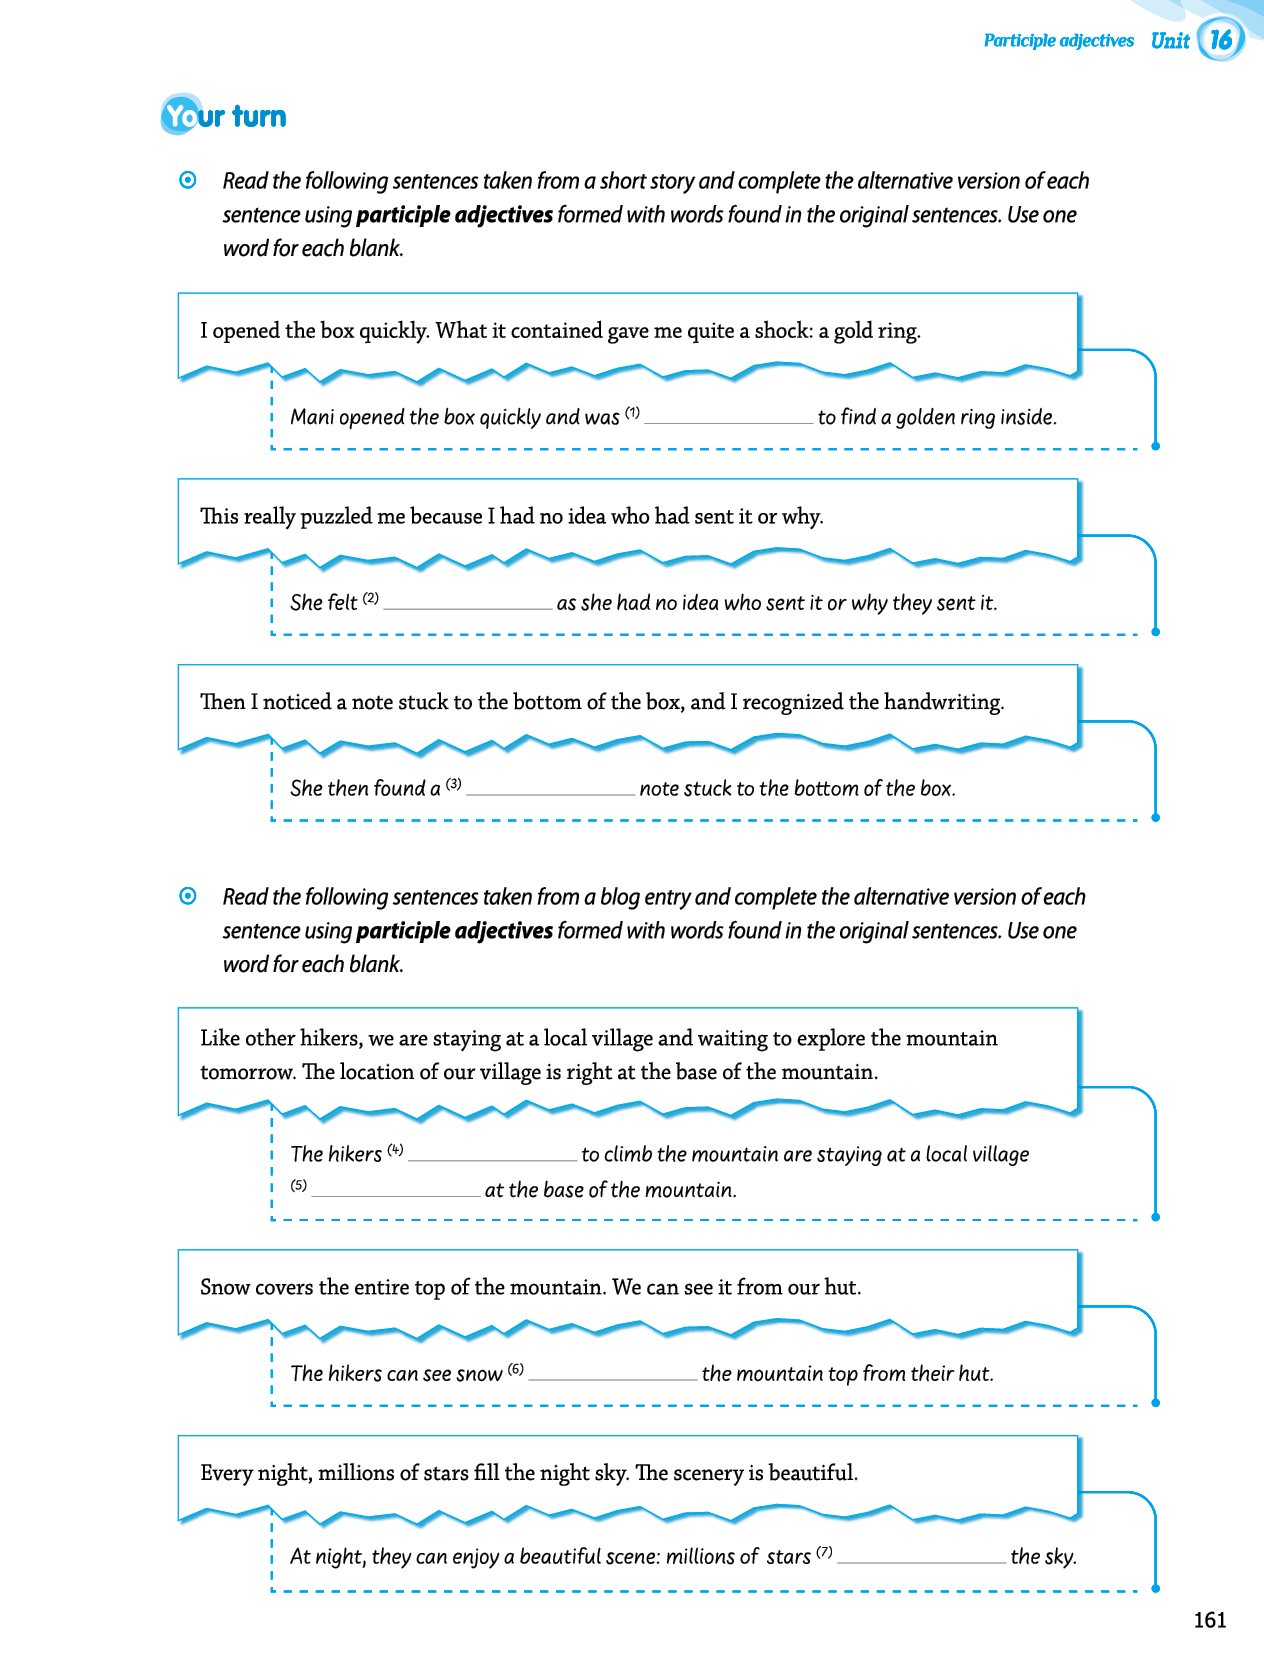 Participle adjectives Unit 16
Your turn
Read the following sentences taken from a short story and complete the alternative version of each
sentence using participle adjectives formed with words found in the original sentences. Use one
word for each blank.
I opened the box quickly. What it contained gave me quite a shock: a gold ring.
Mani opened the box quickly and was (1) ____________ to find a golden ring inside.
This really puzzled me because I had no idea who had sent it or why.
She felt (2) ____________ as she had no idea who sent it or why they sent it.
Then I noticed a note stuck to the bottom of the box, and I recognized the handwriting.
She then found a (3) ____________ note stuck to the bottom of the box.
Read the following sentences taken from a blog entry and complete the alternative version of each
sentence using participle adjectives formed with words found in the original sentences. Use one
word for each blank.
Like other hikers, we are staying at a local village and waiting to explore the mountain
tomorrow. The location of our village is right at the base of the mountain.
The hikers (4) ____________ to climb the mountain are staying at a local village
(5) ____________ at the base of the mountain.
Snow covers the entire top of the mountain. We can see it from our hut.
The hikers can see snow (6) ____________ the mountain top from their hut.
Every night, millions of stars fill the night sky. The scenery is beautiful.
At night, they can enjoy a beautiful scene: millions of stars (7) ____________ the sky.
161